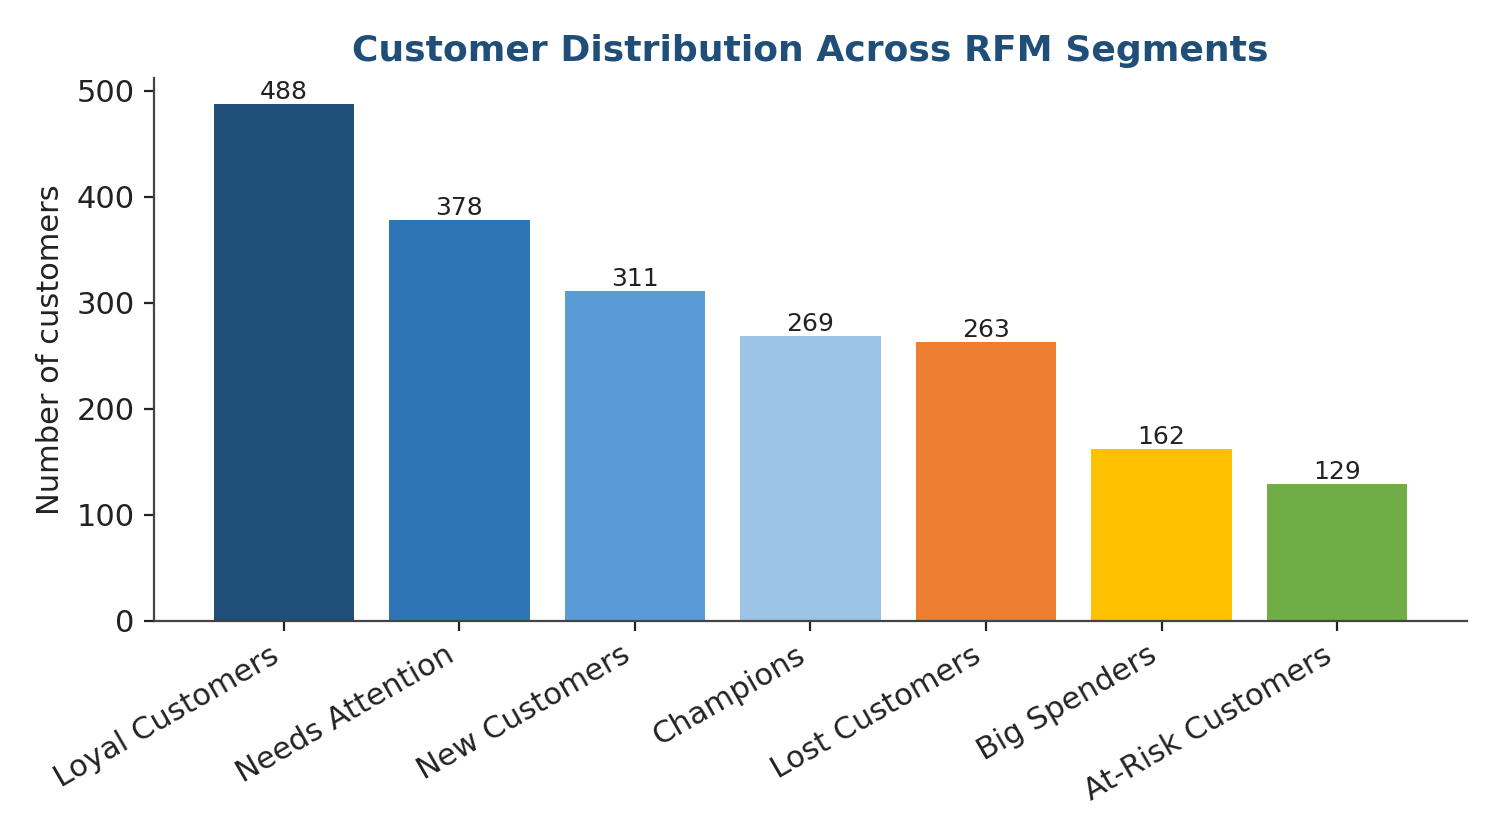 Customer Distribution Across RFM Segments
Number of customers
500
400
300
200
100
0
488
378
311
269
263
162
129
Loyal Customers
Needs Attention
New Customers
Champions
Lost Customers
Big Spenders
At-Risk Customers